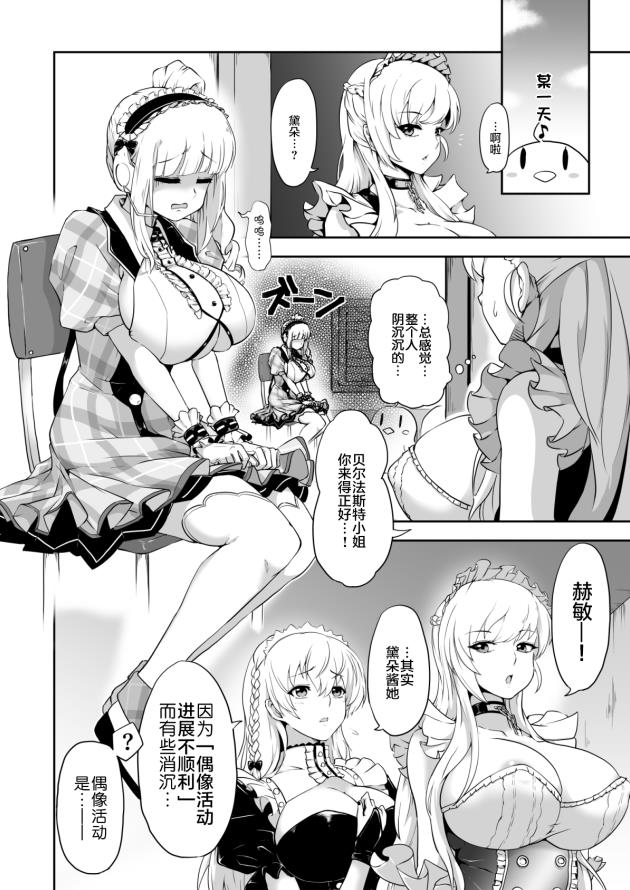 某一天♪
…啊啦
黛朵…?
呜呜……
ズーン
…总感觉
整个人
阴沉沉的…
贝尔法斯特小姐
你来得正好…!
赫敏—!
…其实
黛朵酱她
因为「偶像活动
进展不顺利」
而有些消沉…
?
偶像活动
是——